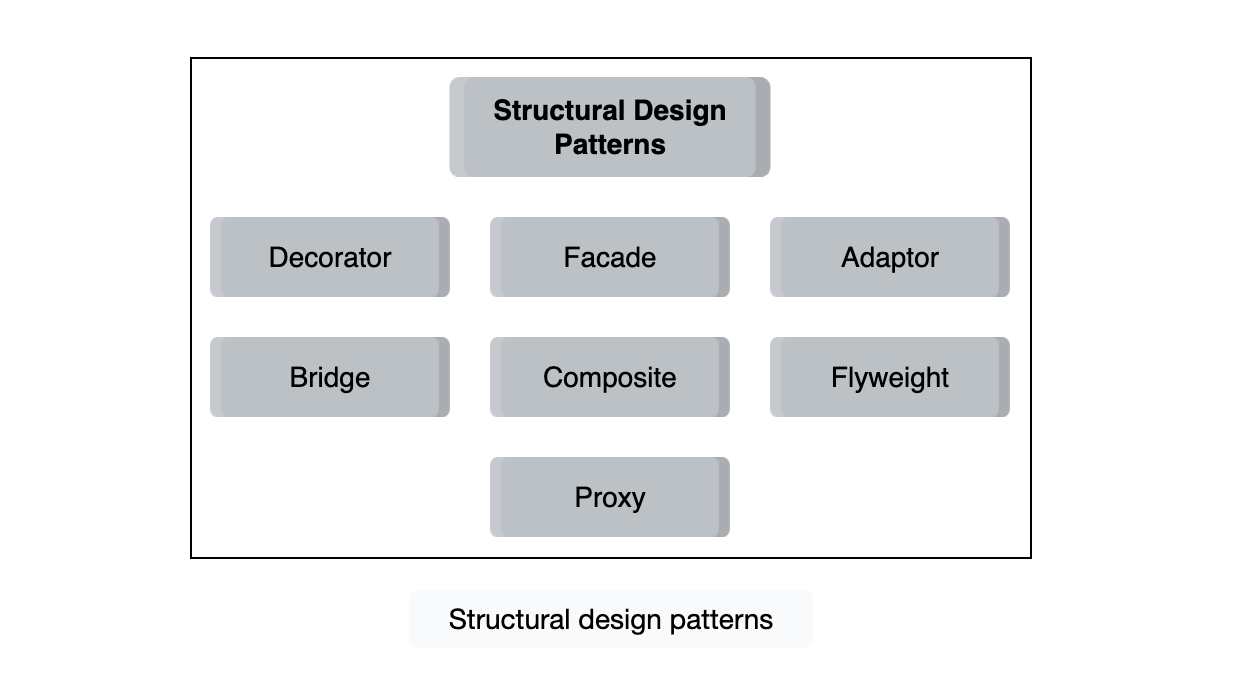 Structural Design
Patterns
Decorator
Facade
Adaptor
Bridge
Composite
Flyweight
Proxy
Structural design patterns